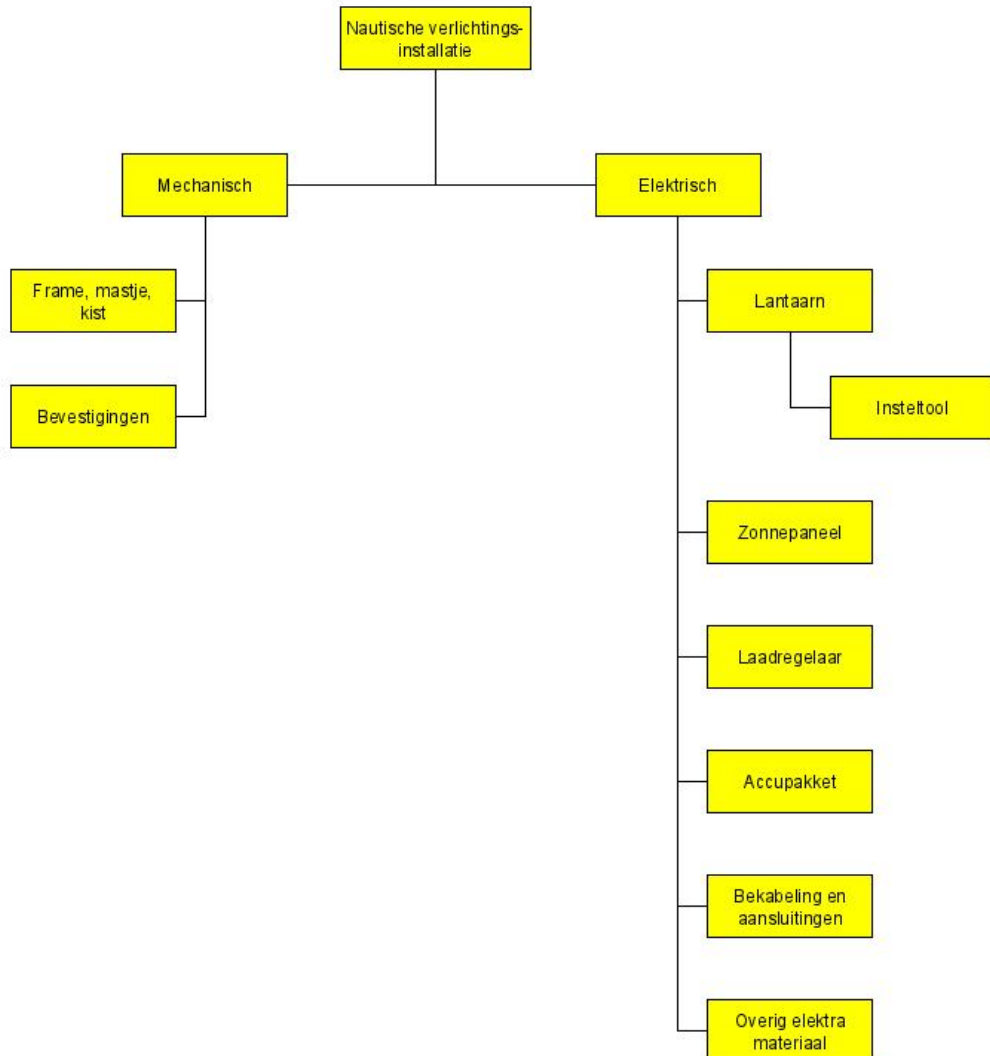 Nautische verlichtings-
installatie
Mechanisch
Elektrisch
Frame, mastje,
kist
Lantaarn
Bevestigingen
Insteltool
Zonnepaneel
Laadregelaar
Accupakket
Bekabeling en
aansluitingen
Overig elektra
materiaal